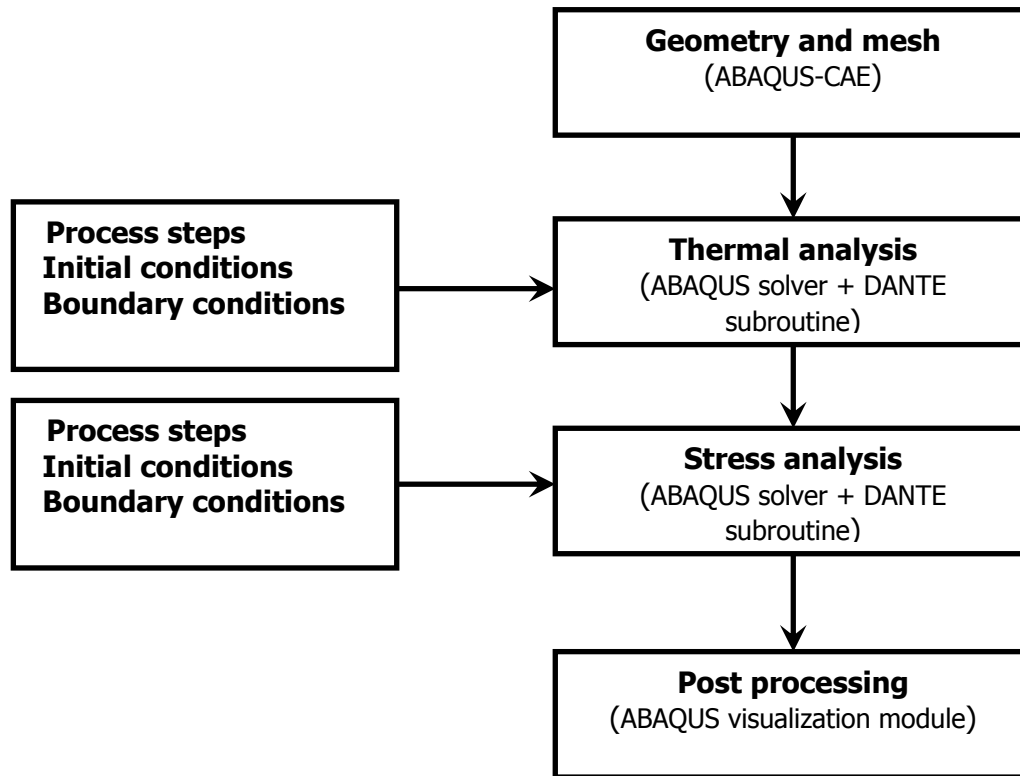 Geometry and mesh
(ABAQUS-CAE)
Process steps
Initial conditions
Boundary conditions
Thermal analysis
(ABAQUS solver + DANTE
subroutine)
Process steps
Initial conditions
Boundary conditions
Stress analysis
(ABAQUS solver + DANTE
subroutine)
Post processing
(ABAQUS visualization module)